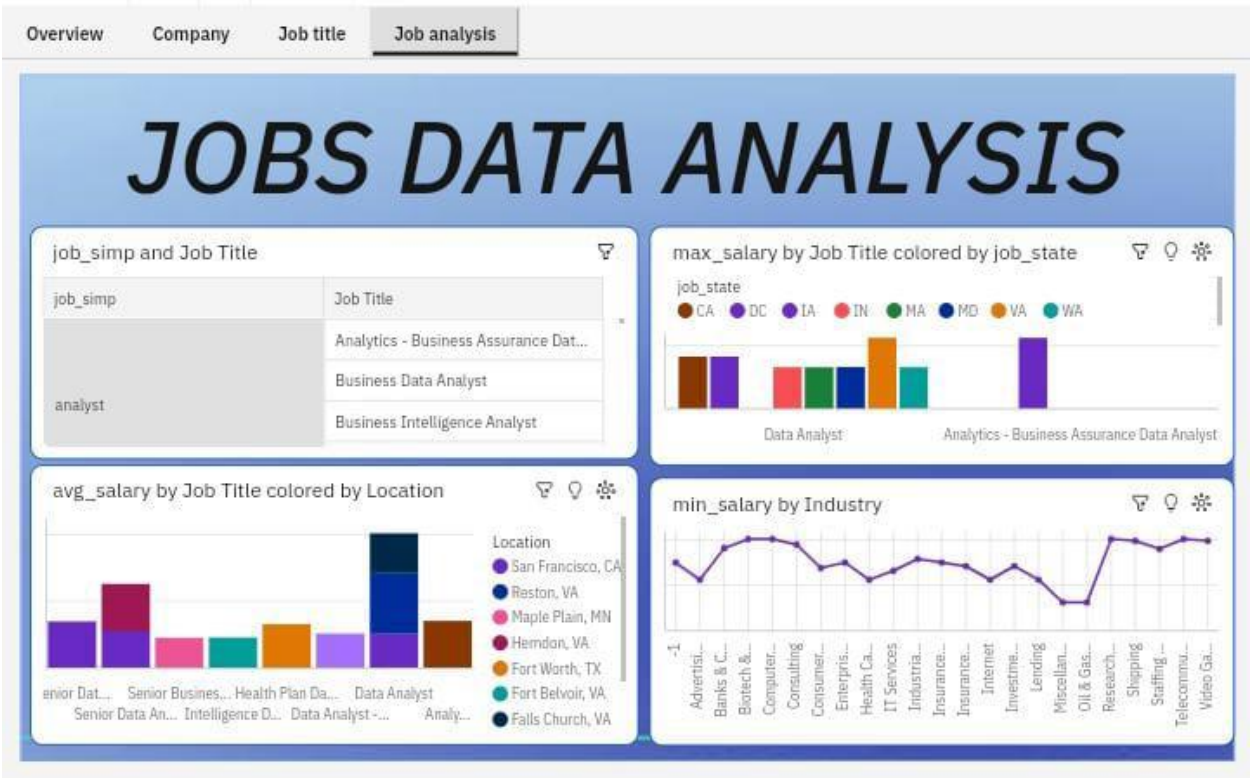 Overview Company Job title Job analysis
JOBS DATA ANALYSIS
job_simp and Job Title
job_simp Job Title
analyst
Analytics - Business Assurance Dat...
Business Data Analyst
Business Intelligence Analyst
max_salary by Job Title colored by job_state
job_state
CA DC IA IN MA MO VA WA
Data Analyst Analytics - Business Assurance Data Analyst
avg_salary by Job Title colored by Location
enior Dat... Senior Busines... Health Plan Da... Data Analyst
Senior Data An... Intelligence D... Data Analyst -... Analy...
Location
San Francisco, CA
Reston, VA
Maple Plain, MN
Herndon, VA
Fort Worth, TX
Fort Belvoir, VA
Falls Church, VA
min_salary by Industry
-1
Advertisi...
Banks & C...
Biotech &...
Computer...
Consulting
Consumer...
Enterpris...
Health Ca...
IT Services
Industria...
Insurance...
Insurance...
Internet
Investme...
Lending
Miscellan...
Oil & Gas...
Research...
Shipping
Staffing ...
Telecommu...
Video Ga...